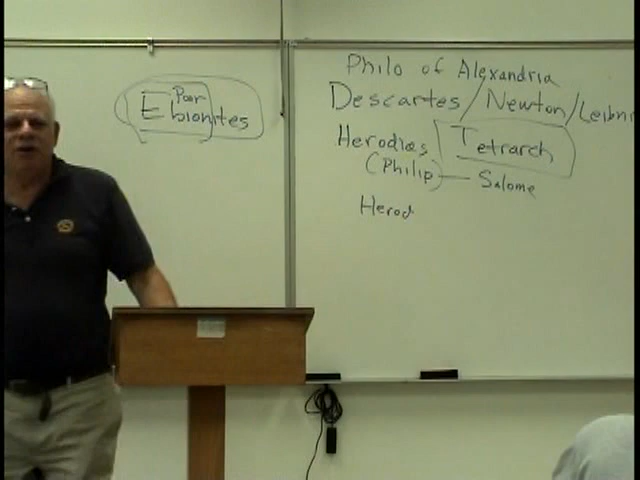 Poor
Ebionites
Philo of Alexandria
Descartes / Newton / Leibni
Herodias Tetrarch
(Philip) — Salome
Herod